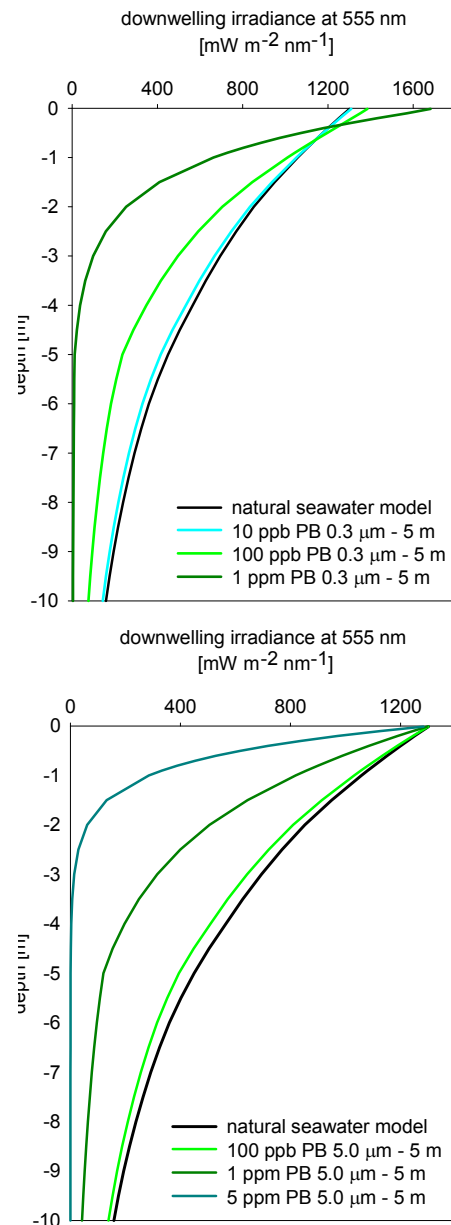 downwelling irradiance at 555 nm
[mW m⁻² nm⁻¹]
0 400 800 1200 1600
0
-1
-2
-3
-4
-5
-6
-7
-8
-9
-10
depth [m]
natural seawater model
10 ppb PB 0.3 µm - 5 m
100 ppb PB 0.3 µm - 5 m
1 ppm PB 0.3 µm - 5 m
downwelling irradiance at 555 nm
[mW m⁻² nm⁻¹]
0 400 800 1200
0
-1
-2
-3
-4
-5
-6
-7
-8
-9
-10
depth [m]
natural seawater model
100 ppb PB 5.0 µm - 5 m
1 ppm PB 5.0 µm - 5 m
5 ppm PB 5.0 µm - 5 m